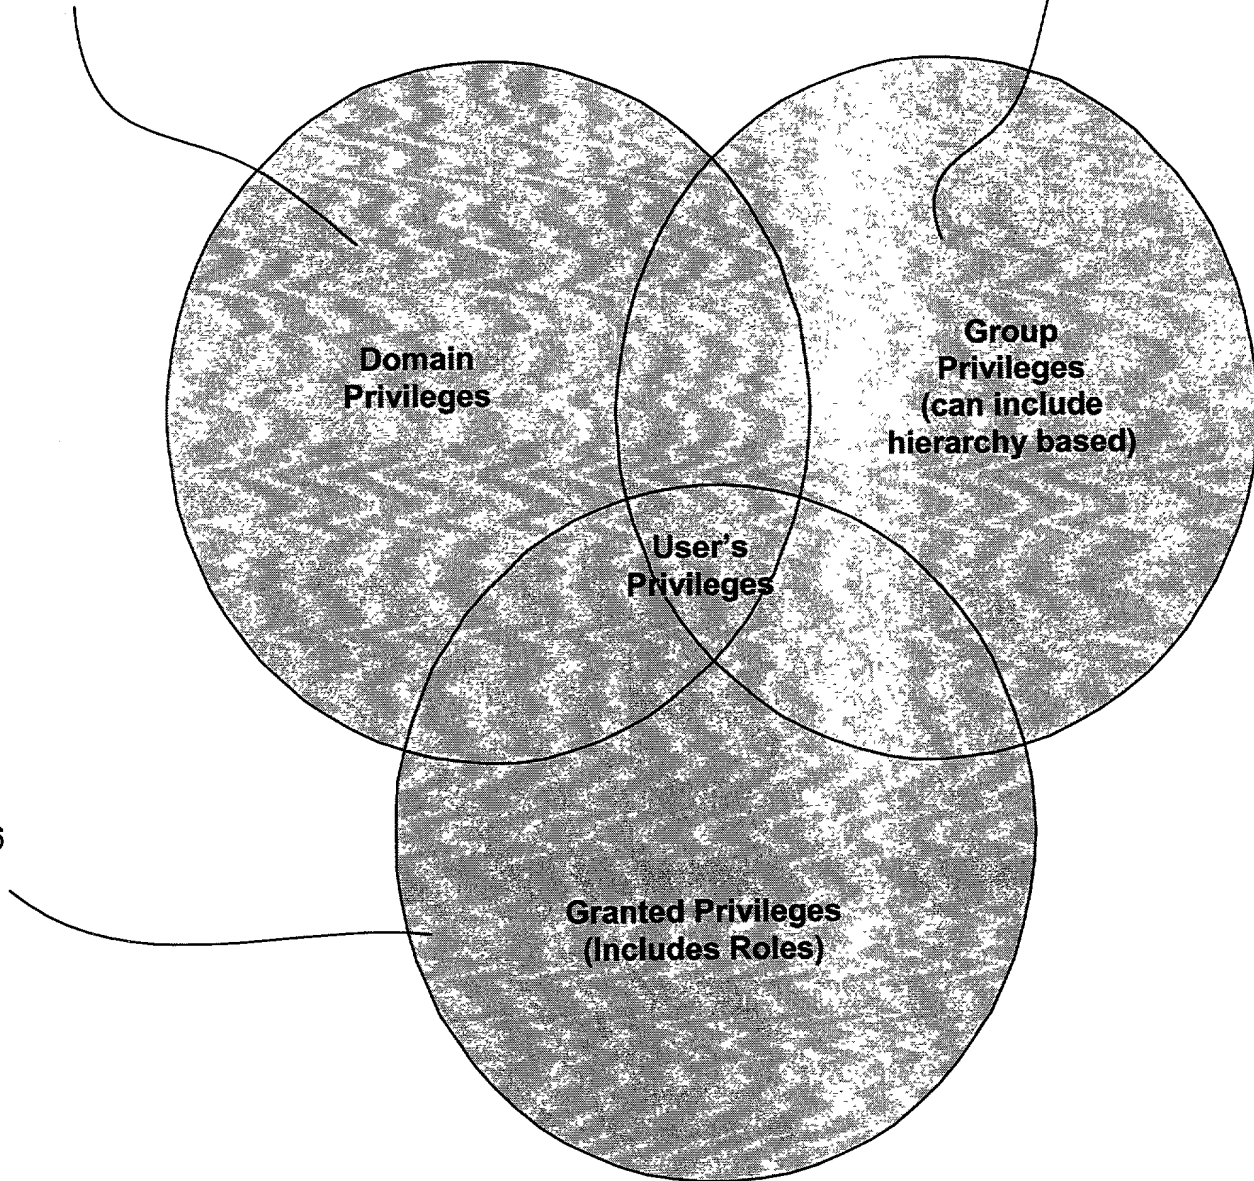 Domain
Privileges
Group
Privileges
(can include
hierarchy based)
User's
Privileges
Granted Privileges
(Includes Roles)